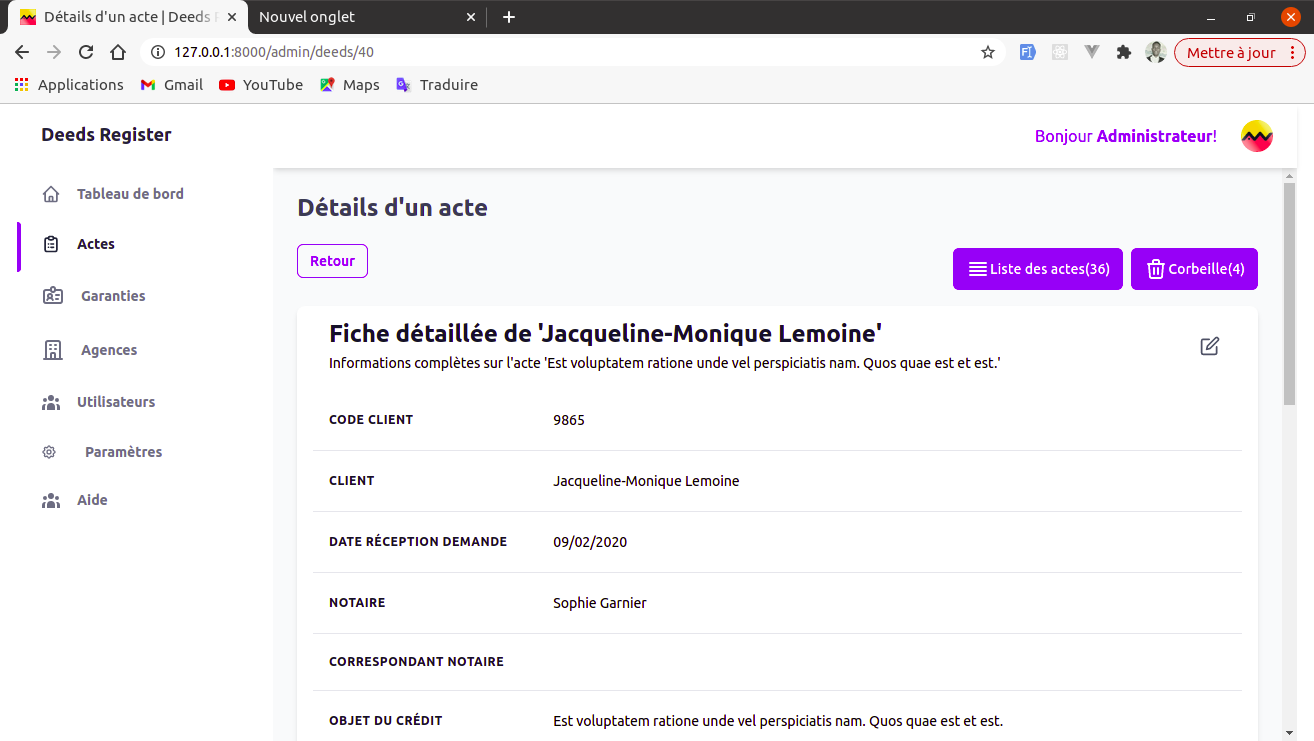 Détails d'un acte | Deeds R
Nouvel onglet
127.0.0.1:8000/admin/deeds/40
Mettre à jour
Applications
Gmail
YouTube
Maps
Traduire
Deeds Register
Bonjour Administrateur!
Tableau de bord
Actes
Garanties
Agences
Utilisateurs
Paramètres
Aide
Détails d'un acte
Retour
Liste des actes(36)
Corbeille(4)
Fiche détaillée de 'Jacqueline-Monique Lemoine'
Informations complètes sur l'acte 'Est voluptatem ratione unde vel perspiciatis nam. Quos quae est et est.'
CODE CLIENT 9865
CLIENT Jacqueline-Monique Lemoine
DATE RÉCEPTION DEMANDE 09/02/2020
NOTAIRE Sophie Garnier
CORRESPONDANT NOTAIRE
OBJET DU CRÉDIT Est voluptatem ratione unde vel perspiciatis nam. Quos quae est et est.